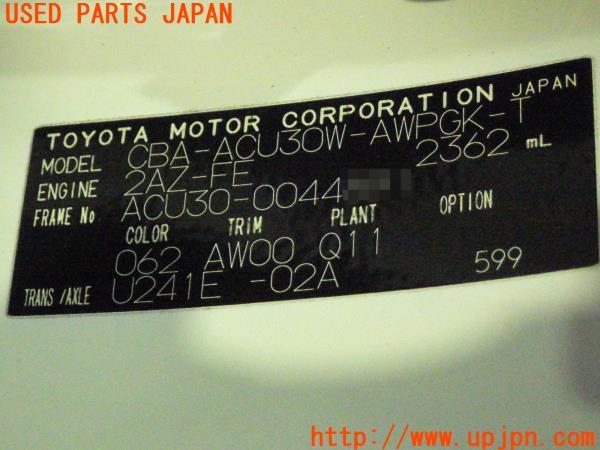 USED PARTS JAPAN
TOYOTA MOTOR CORPORATION JAPAN
MODEL CBA-ACU30W-AWPGK-T
ENGINE 2AZ-FE 2362 mL
FRAME No. ACU30-0044
COLOR TRIM PLANT OPTION
062 AW00 Q11
TRANS/AXLE U241E -02A 599
http://www.upjpn.com